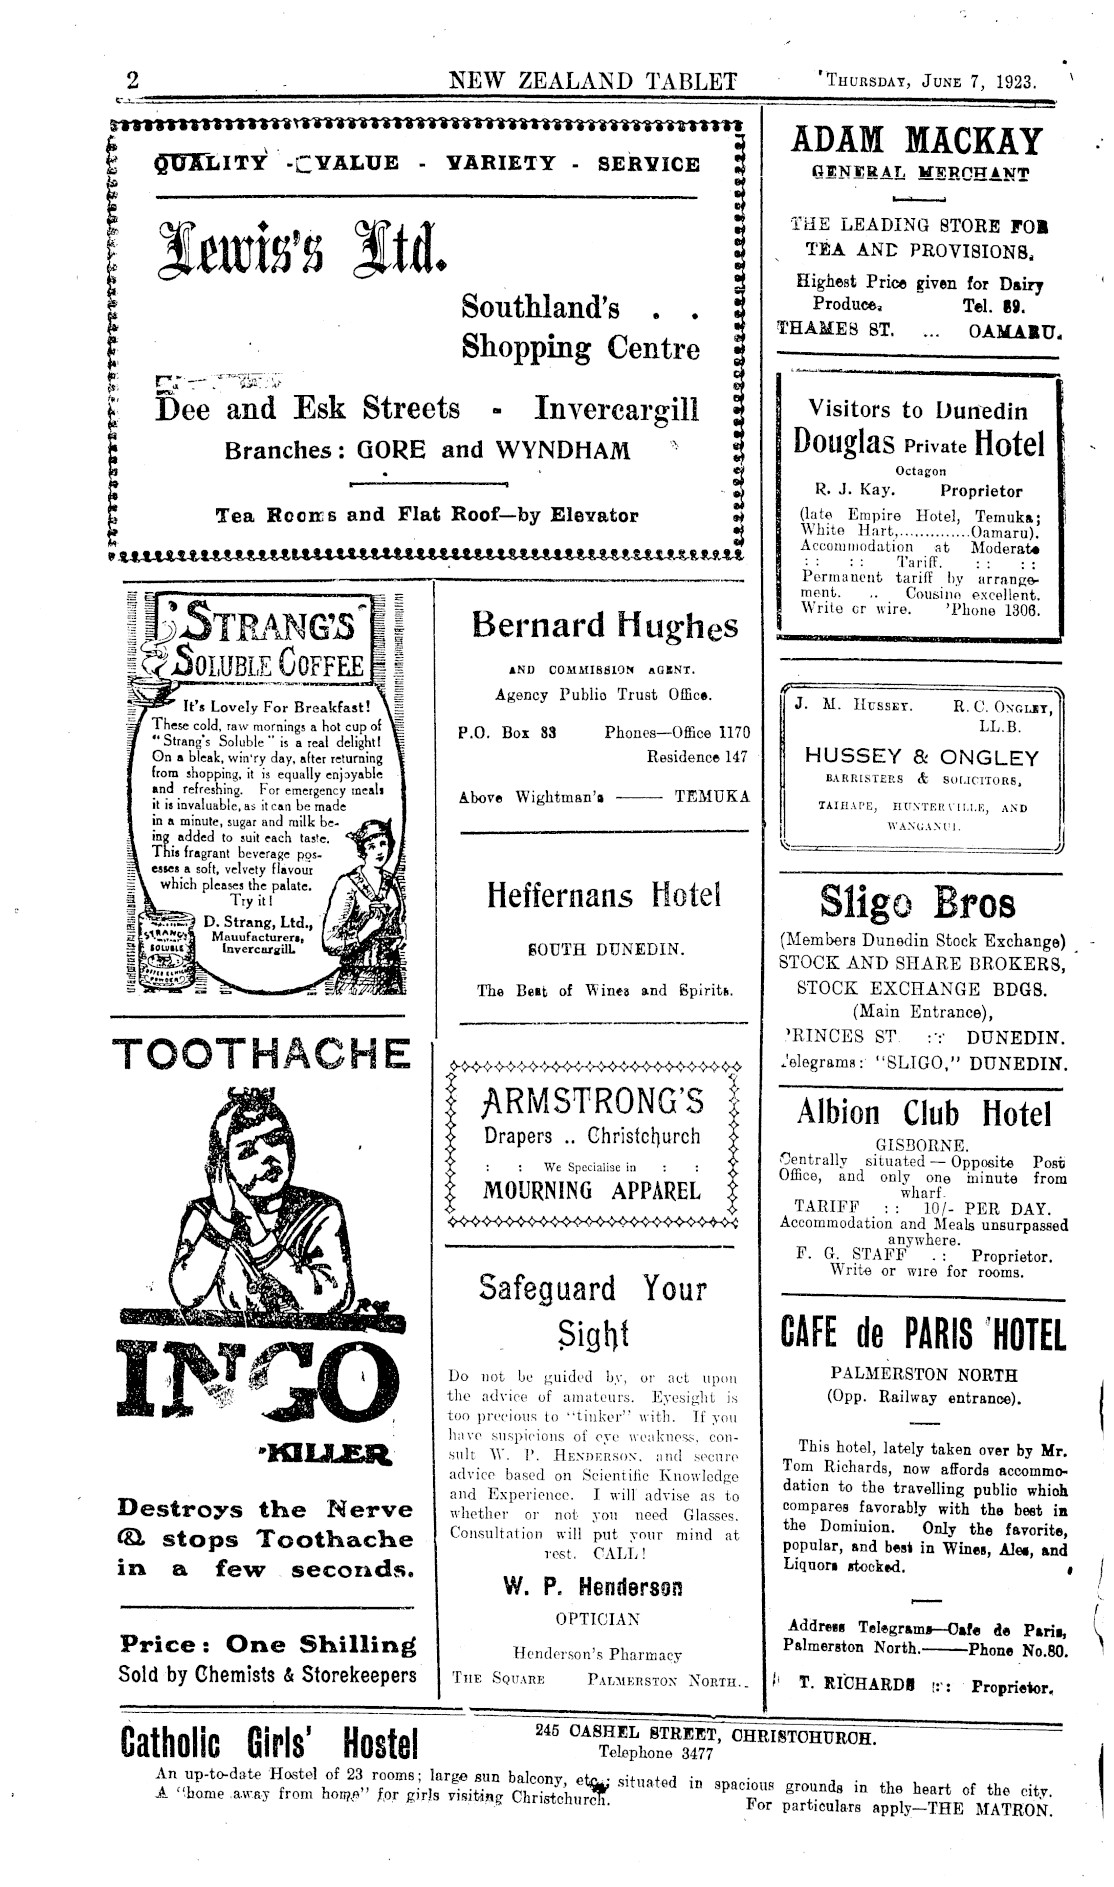 2
NEW ZEALAND TABLET
THURSDAY, JUNE 7, 1923.
QUALITY - VALUE - VARIETY - SERVICE
Lewis's Ltd.
Southland's . .
Shopping Centre
Dee and Esk Streets - Invercargill
Branches: GORE and WYNDHAM
Tea Rooms and Flat Roof—by Elevator
STRANG'S
SOLUBLE COFFEE
It's Lovely For Breakfast!
These cold, raw mornings a hot cup of
"Strang's Soluble" is a real delight!
On a bleak, win'ry day, after returning
from shopping, it is equally enjoyable
and refreshing. For emergency meals
it is invaluable, as it can be made
in a minute, sugar and milk be-
ing added to suit each taste.
This fragrant beverage pos-
esses a soft, velvety flavour
which pleases the palate.
Try it!
D. Strang, Ltd.,
Mauufacturers,
Invercargill.
STRANG'S
SOLUBLE
TOOTHACHE
INGO
-KILLER
Destroys the Nerve
& stops Toothache
in a few seconds.
Price: One Shilling
Sold by Chemists & Storekeepers
Bernard Hughes
AND COMMISSION AGENT.
Agency Public Trust Office.
P.O. Box 83 Phones—Office 1170
Residence 147
Above Wightman's —— TEMUKA
Heffernans Hotel
SOUTH DUNEDIN.
The Best of Wines and Spirits.
ARMSTRONG'S
Drapers .. Christchurch
: : We Specialise in : :
MOURNING APPAREL
Safeguard Your
Sight
Do not be guided by, or act upon
the advice of amateurs. Eyesight is
too precious to "tinker" with. If you
have suspicions of eye weakness, con-
sult W. P. HENDERSON, and secure
advice based on Scientific Knowledge
and Experience. I will advise as to
whether or not you need Glasses.
Consultation will put your mind at
rest. CALL!
W. P. Henderson
OPTICIAN
Henderson's Pharmacy
THE SQUARE PALMERSTON NORTH..
ADAM MACKAY
GENERAL MERCHANT
THE LEADING STORE FOR
TEA AND PROVISIONS.
Highest Price given for Dairy
Produce. Tel. 89.
THAMES ST. ... OAMARU.
Visitors to Dunedin
Douglas Private Hotel
Octagon
R. J. Kay. Proprietor
(late Empire Hotel, Temuka;
White Hart,..............Oamaru).
Accommodation at Moderate
: : : : Tariff. : : : :
Permanent tariff by arrange-
ment. .. Cousine excellent.
Write or wire. 'Phone 1306.
J. M. HUSSEY. R. C. ONGLEY,
LL.B.
HUSSEY & ONGLEY
BARRISTERS & SOLICITORS,
TAIHAPE, HUNTERVILLE, AND
WANGANUI.
Sligo Bros
(Members Dunedin Stock Exchange)
STOCK AND SHARE BROKERS,
STOCK EXCHANGE BDGS.
(Main Entrance),
PRINCES ST. :-: DUNEDIN.
Telegrams: "SLIGO," DUNEDIN.
Albion Club Hotel
GISBORNE.
Centrally situated — Opposite Post
Office, and only one minute from
wharf.
TARIFF : : 10/- PER DAY.
Accommodation and Meals unsurpassed
anywhere.
F. G. STAFF .: Proprietor.
Write or wire for rooms.
CAFE de PARIS HOTEL
PALMERSTON NORTH
(Opp. Railway entrance).
This hotel, lately taken over by Mr.
Tom Richards, now affords accommo-
dation to the travelling public which
compares favorably with the best in
the Dominion. Only the favorite,
popular, and best in Wines, Ales, and
Liquors stocked.
Address Telegrams—Cafe de Paris,
Palmerston North.——Phone No.80.
T. RICHARDS :-: Proprietor.
Catholic Girls' Hostel
245 CASHEL STREET, CHRISTCHURCH.
Telephone 3477
An up-to-date Hostel of 23 rooms; large sun balcony, etc.; situated in spacious grounds in the heart of the city.
A "home away from home" for girls visiting Christchurch. For particulars apply—THE MATRON.